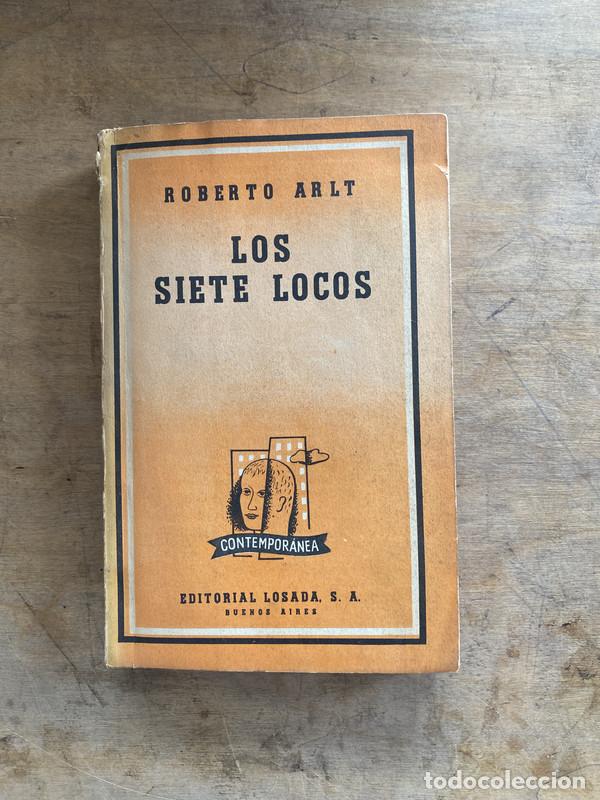 ROBERTO ARLT
LOS
SIETE LOCOS
CONTEMPORÁNEA
EDITORIAL LOSADA, S. A.
BUENOS AIRES
todocoleccion